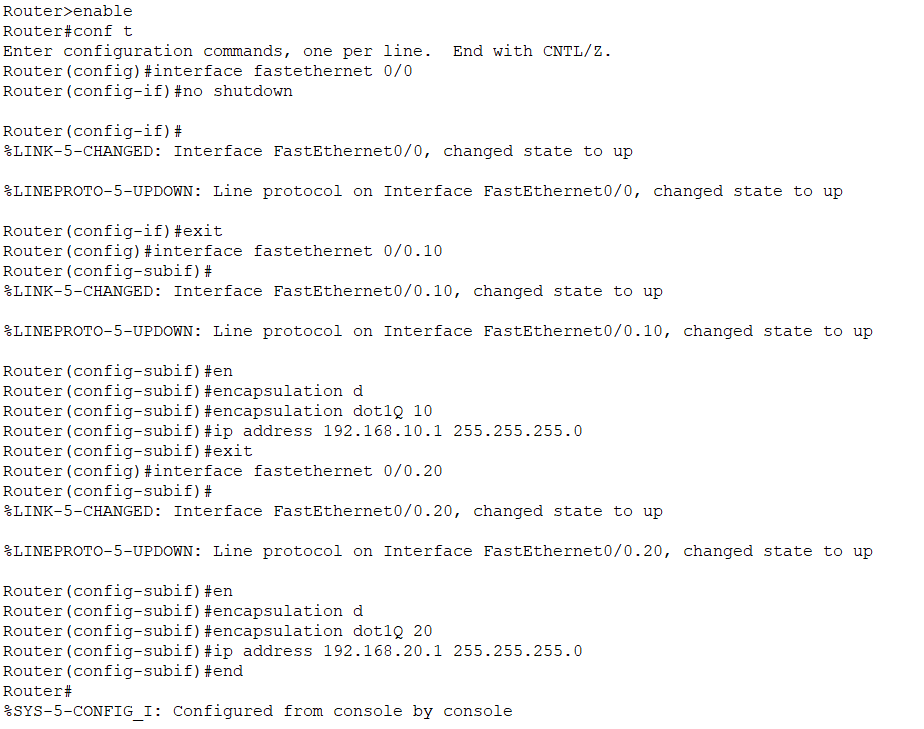 Router>enable
Router#conf t
Enter configuration commands, one per line.  End with CNTL/Z.
Router(config)#interface fastethernet 0/0
Router(config-if)#no shutdown
Router(config-if)#
%LINK-5-CHANGED: Interface FastEthernet0/0, changed state to up
%LINEPROTO-5-UPDOWN: Line protocol on Interface FastEthernet0/0, changed state to up
Router(config-if)#exit
Router(config)#interface fastethernet 0/0.10
Router(config-subif)#
%LINK-5-CHANGED: Interface FastEthernet0/0.10, changed state to up
%LINEPROTO-5-UPDOWN: Line protocol on Interface FastEthernet0/0.10, changed state to up
Router(config-subif)#en
Router(config-subif)#encapsulation d
Router(config-subif)#encapsulation dot1Q 10
Router(config-subif)#ip address 192.168.10.1 255.255.255.0
Router(config-subif)#exit
Router(config)#interface fastethernet 0/0.20
Router(config-subif)#
%LINK-5-CHANGED: Interface FastEthernet0/0.20, changed state to up
%LINEPROTO-5-UPDOWN: Line protocol on Interface FastEthernet0/0.20, changed state to up
Router(config-subif)#en
Router(config-subif)#encapsulation d
Router(config-subif)#encapsulation dot1Q 20
Router(config-subif)#ip address 192.168.20.1 255.255.255.0
Router(config-subif)#end
Router#
%SYS-5-CONFIG_I: Configured from console by console